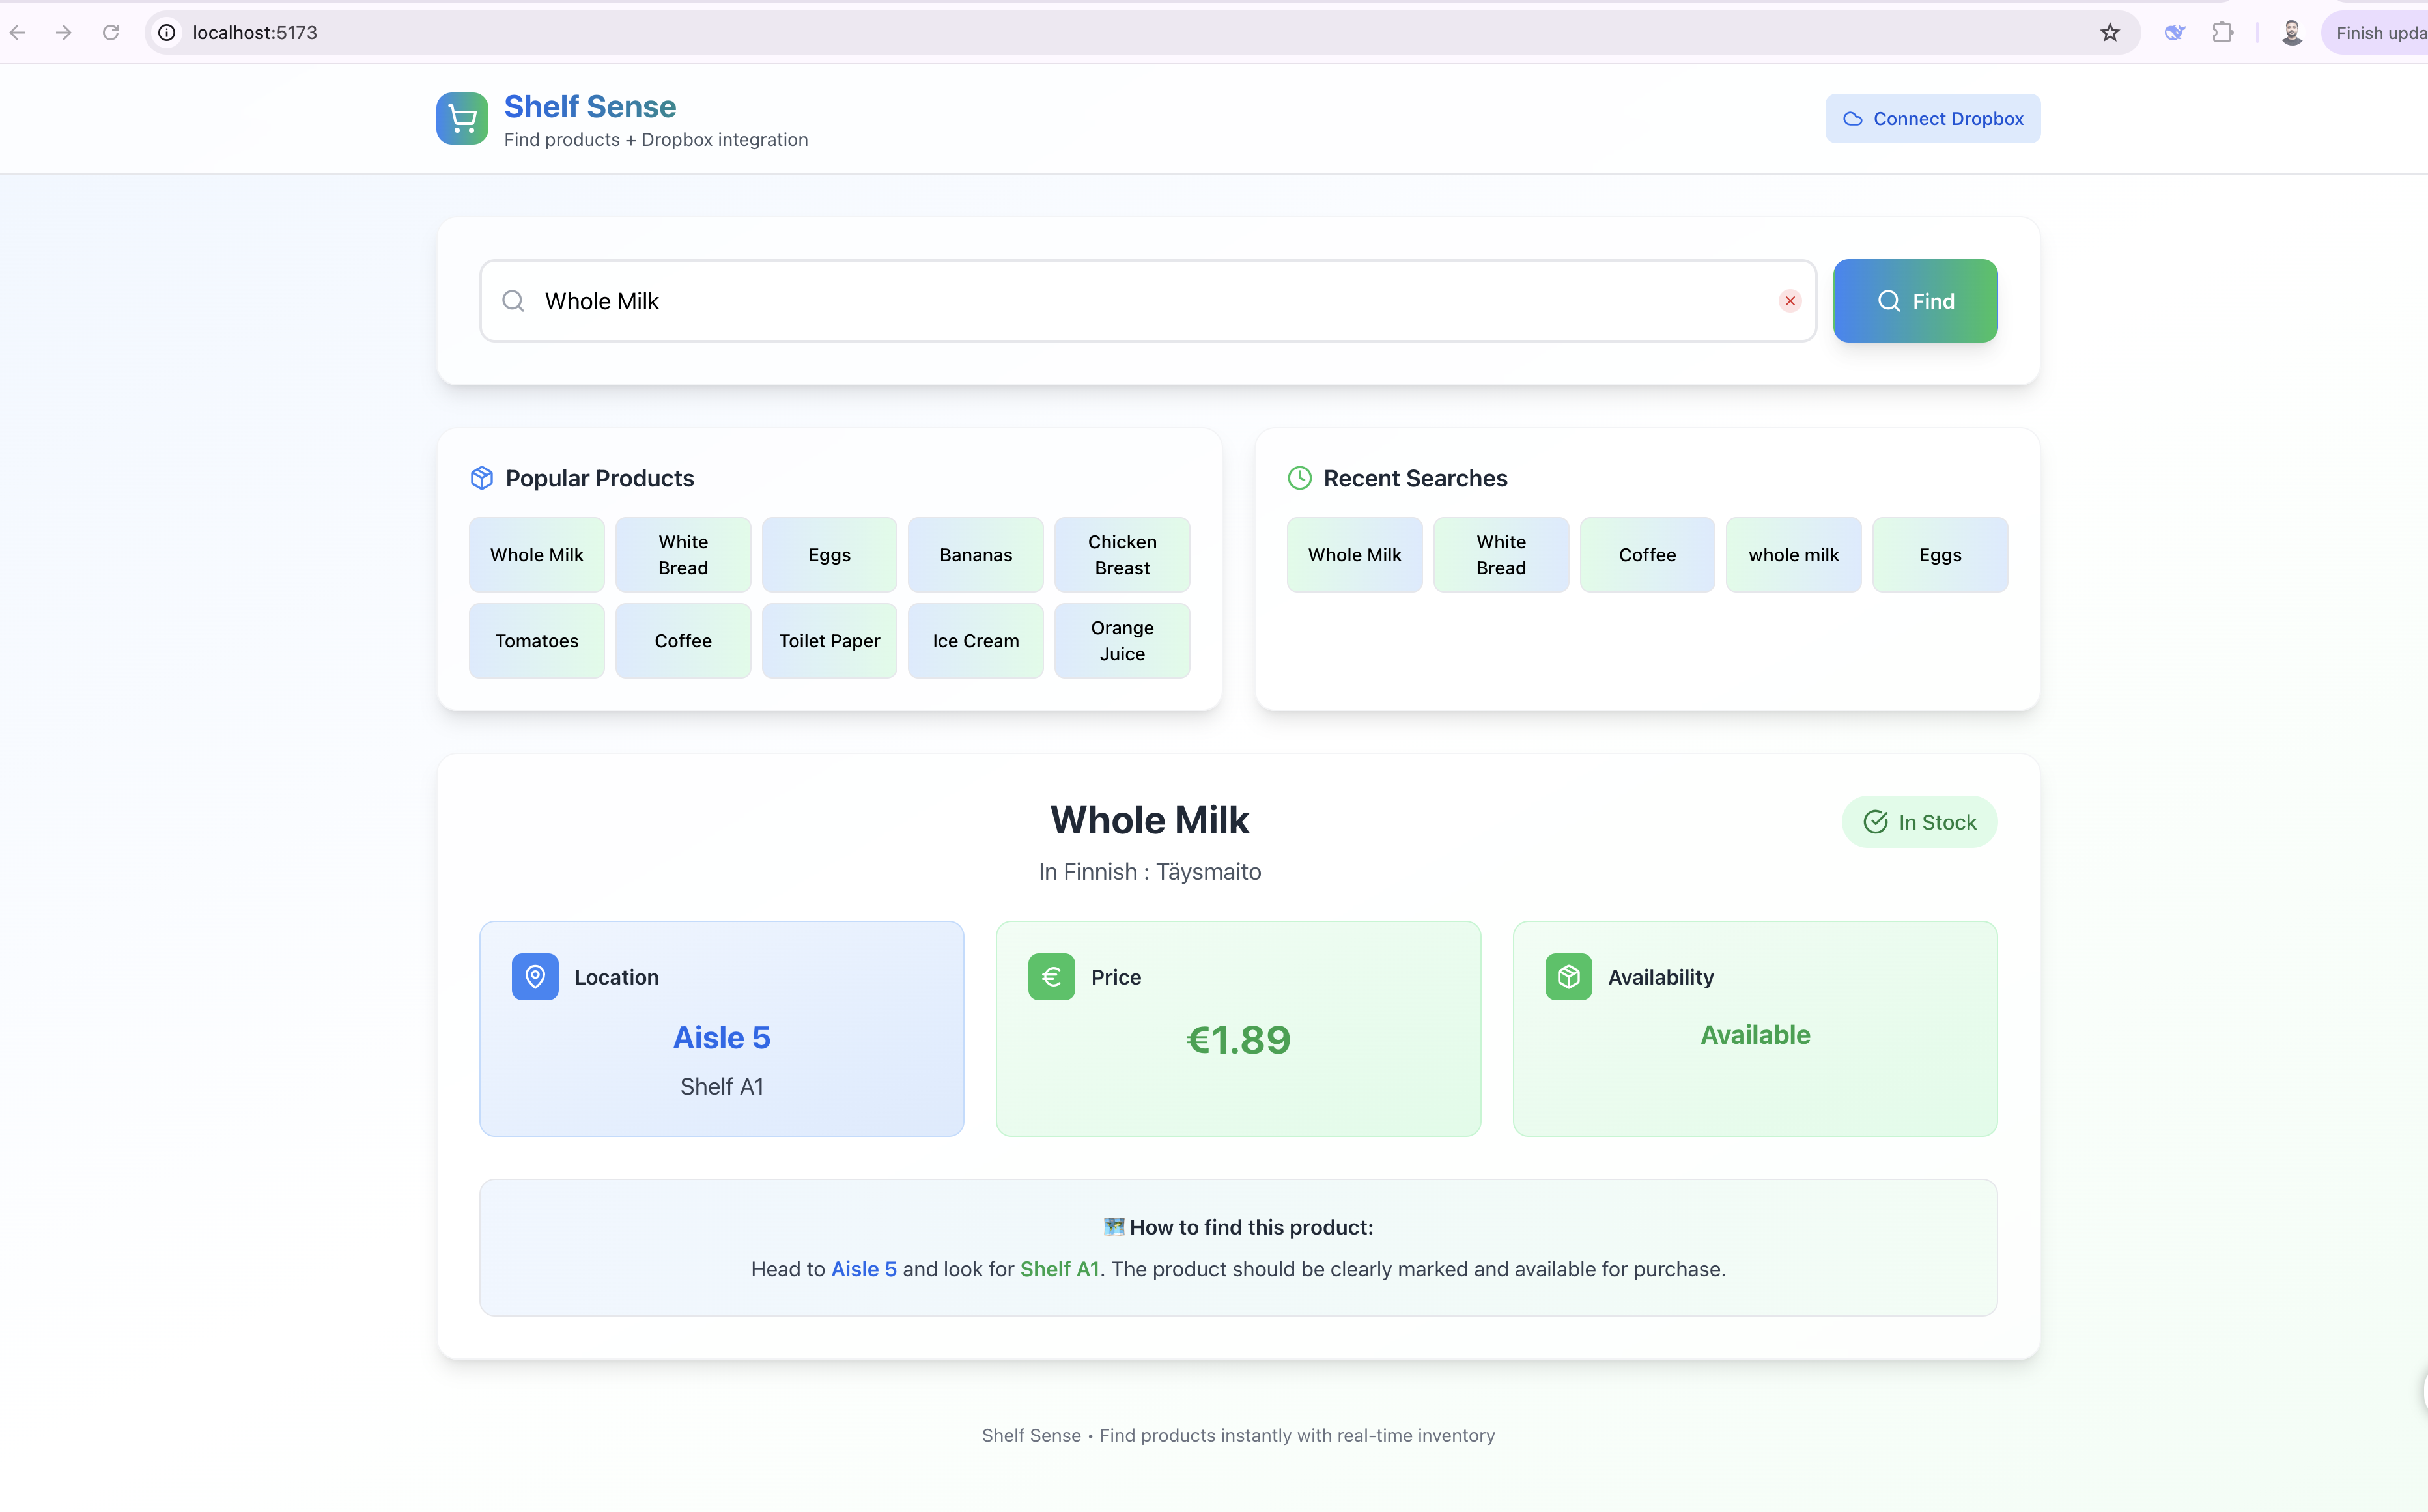 localhost:5173
Finish upda
Shelf Sense
Find products + Dropbox integration
Connect Dropbox
Whole Milk
Find
Popular Products
Whole Milk
White
Bread
Eggs
Bananas
Chicken
Breast
Tomatoes
Coffee
Toilet Paper
Ice Cream
Orange
Juice
Recent Searches
Whole Milk
White
Bread
Coffee
whole milk
Eggs
Whole Milk
In Stock
In Finnish : Täysmaito
Location
Aisle 5
Shelf A1
Price
€1.89
Availability
Available
How to find this product:
Head to Aisle 5 and look for Shelf A1. The product should be clearly marked and available for purchase.
Shelf Sense • Find products instantly with real-time inventory